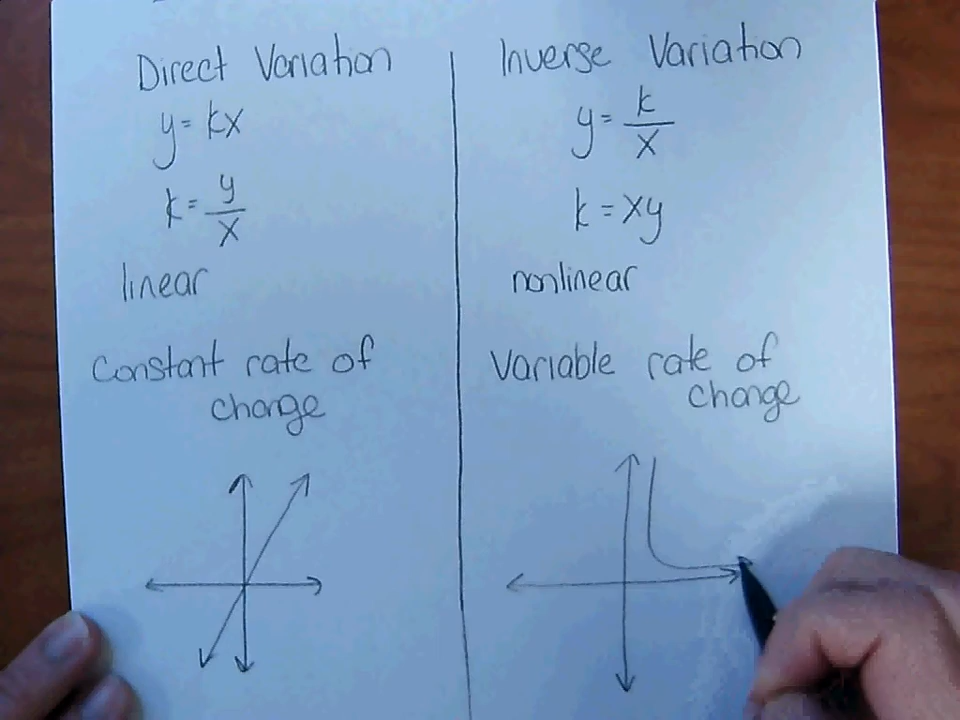 Direct Variation
y = kx
k = y/x
linear
Constant rate of
change
Inverse Variation
y = k/x
k = xy
nonlinear
Variable rate of
change